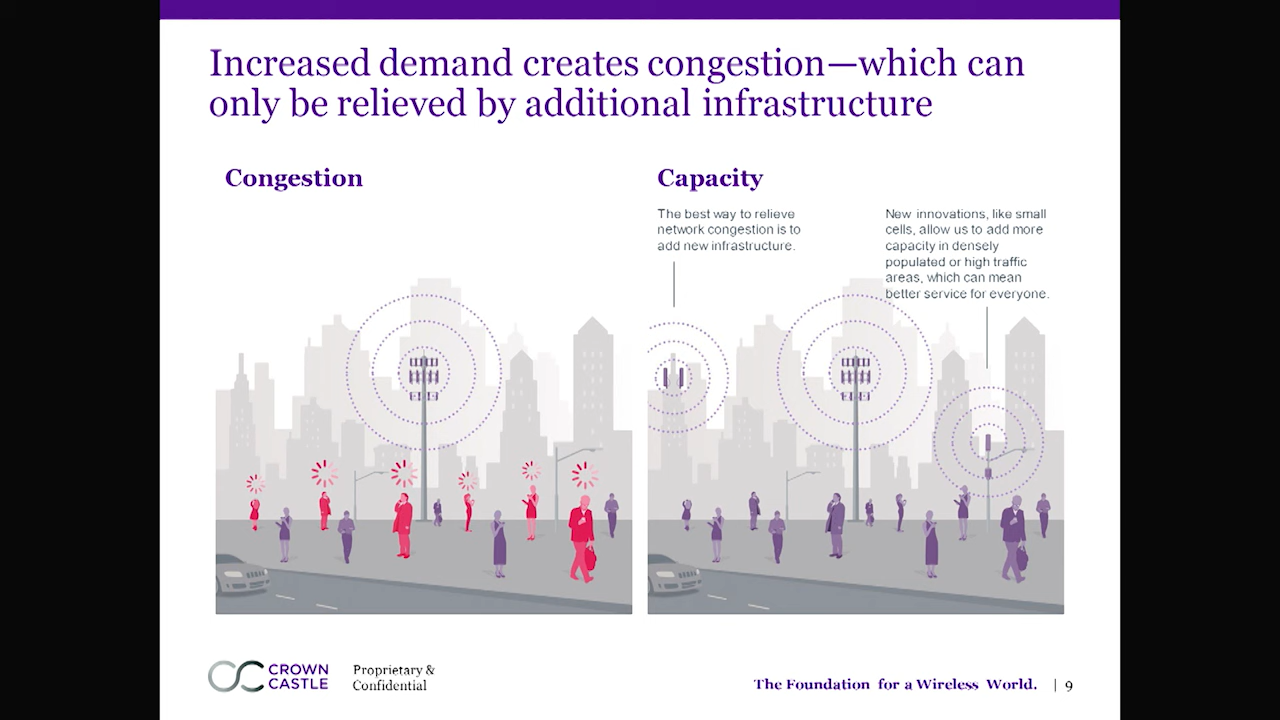 Increased demand creates congestion—which can
only be relieved by additional infrastructure
Congestion
Capacity
The best way to relieve
network congestion is to
add new infrastructure.
New innovations, like small
cells, allow us to add more
capacity in densely
populated or high traffic
areas, which can mean
better service for everyone.
CROWN
CASTLE
Proprietary &
Confidential
The Foundation for a Wireless World.
| 9